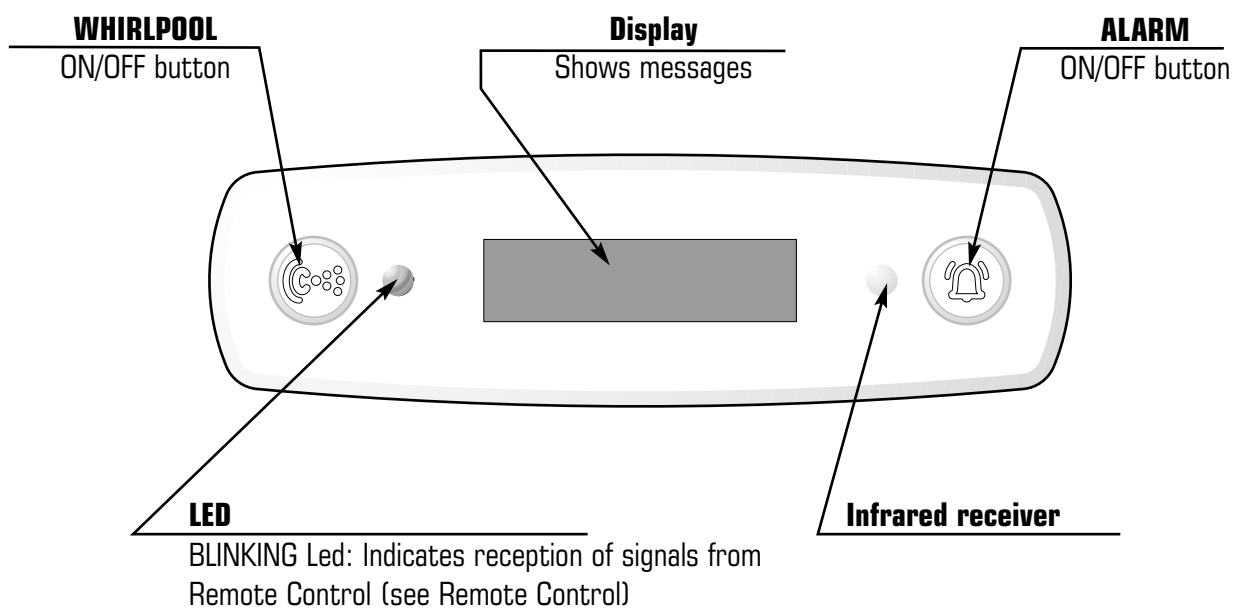 WHIRLPOOL
ON/OFF button
Display
Shows messages
ALARM
ON/OFF button
LED
BLINKING Led: Indicates reception of signals from
Remote Control (see Remote Control)
Infrared receiver